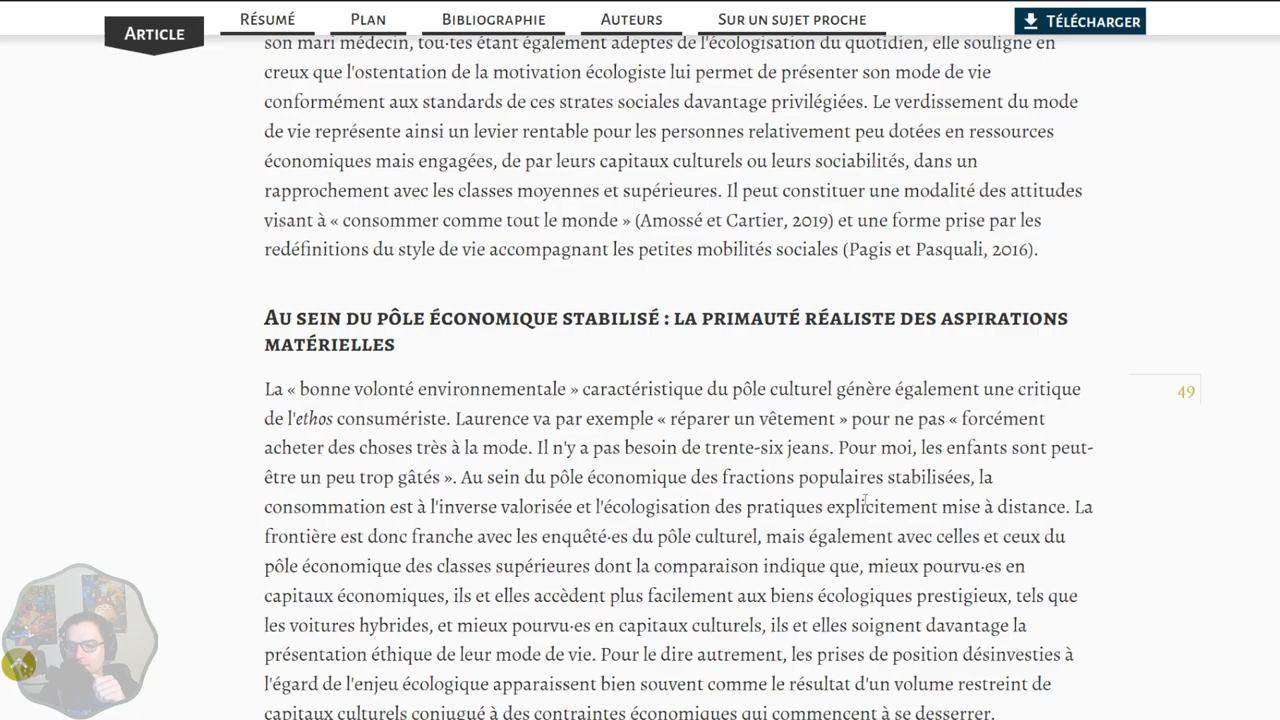 Article
Résumé
Plan
Bibliographie
Auteurs
Sur un sujet proche
Télécharger
son mari médecin, tou·tes étant également adeptes de l'écologisation du quotidien, elle souligne en
creux que l'ostentation de la motivation écologiste lui permet de présenter son mode de vie
conformément aux standards de ces strates sociales davantage privilégiées. Le verdissement du mode
de vie représente ainsi un levier rentable pour les personnes relativement peu dotées en ressources
économiques mais engagées, de par leurs capitaux culturels ou leurs sociabilités, dans un
rapprochement avec les classes moyennes et supérieures. Il peut constituer une modalité des attitudes
visant à « consommer comme tout le monde » (Amossé et Cartier, 2019) et une forme prise par les
redéfinitions du style de vie accompagnant les petites mobilités sociales (Pagis et Pasquali, 2016).
Au sein du pôle économique stabilisé : la primauté réaliste des aspirations
matérielles
La « bonne volonté environnementale » caractéristique du pôle culturel génère également une critique
49
de l'ethos consumériste. Laurence va par exemple « réparer un vêtement » pour ne pas « forcément
acheter des choses très à la mode. Il n'y a pas besoin de trente-six jeans. Pour moi, les enfants sont peut-
être un peu trop gâtés ». Au sein du pôle économique des fractions populaires stabilisées, la
consommation est à l'inverse valorisée et l'écologisation des pratiques explicitement mise à distance. La
frontière est donc franche avec les enquêté·es du pôle culturel, mais également avec celles et ceux du
pôle économique des classes supérieures dont la comparaison indique que, mieux pourvu·es en
capitaux économiques, ils et elles accèdent plus facilement aux biens écologiques prestigieux, tels que
les voitures hybrides, et mieux pourvu·es en capitaux culturels, ils et elles soignent davantage la
présentation éthique de leur mode de vie. Pour le dire autrement, les prises de position désinvesties à
l'égard de l'enjeu écologique apparaissent bien souvent comme le résultat d'un volume restreint de
capitaux culturels conjugué à des contraintes économiques qui commencent à se desserrer.